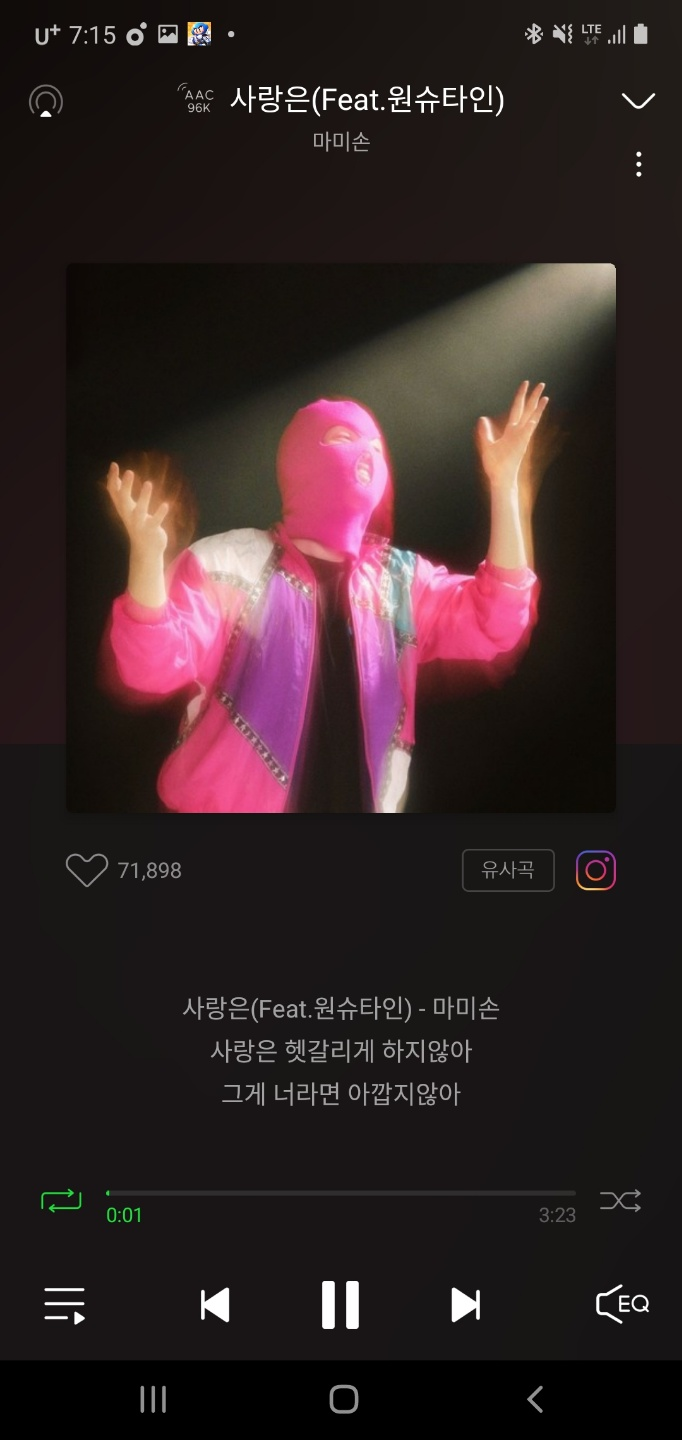 U+ 7:15 LTE
AAC 96K 사랑은(Feat.원슈타인)
마미손
71,898 유사곡
사랑은(Feat.원슈타인) - 마미손
사랑은 헷갈리게 하지않아
그게 너라면 아깝지않아
0:01 3:23
EQ